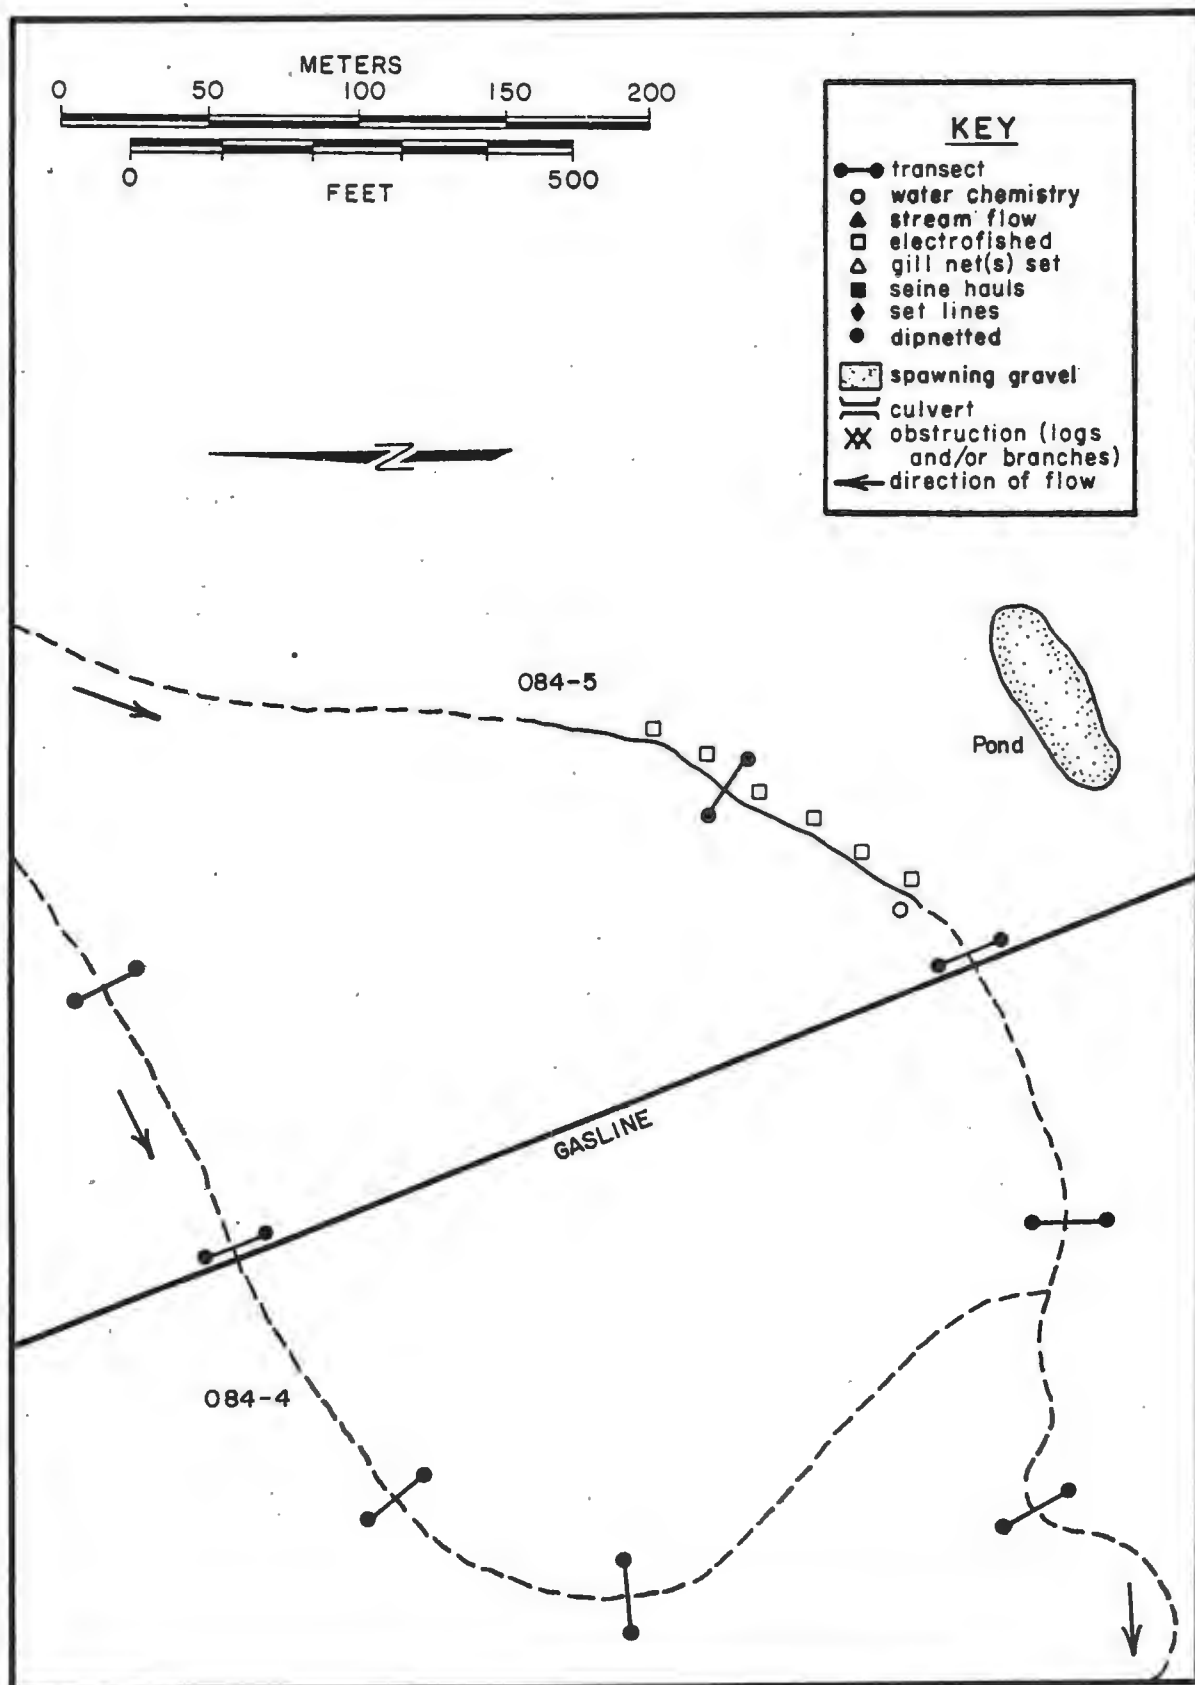 METERS
0 50 100 150 200
0 500
FEET
KEY
transect
water chemistry
stream flow
electrofished
gill net(s) set
seine hauls
set lines
dipnetted
spawning gravel
culvert
obstruction (logs
and/or branches)
direction of flow
N
084-5
Pond
GASLINE
084-4